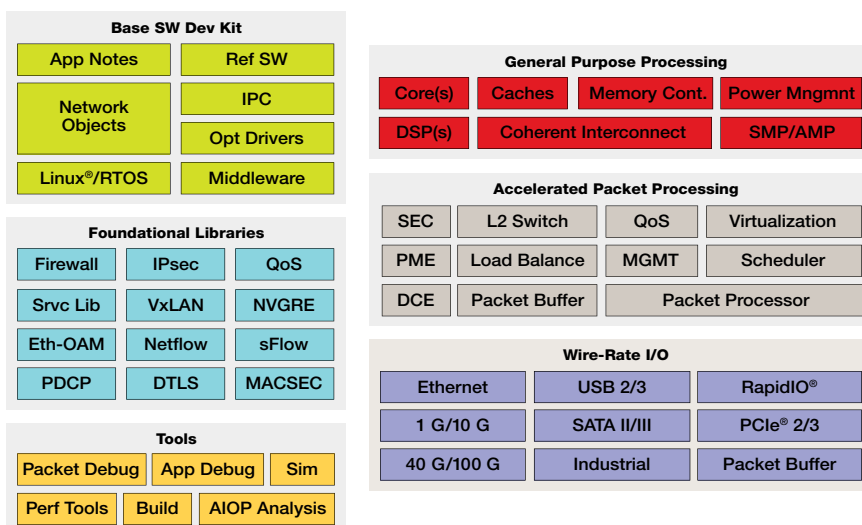 Base SW Dev Kit
App Notes
Ref SW
Network
Objects
IPC
Opt Drivers
Linux®/RTOS
Middleware
Foundational Libraries
Firewall
IPsec
QoS
Srvc Lib
VxLAN
NVGRE
Eth-OAM
Netflow
sFlow
PDCP
DTLS
MACSEC
Tools
Packet Debug
App Debug
Sim
Perf Tools
Build
AIOP Analysis
General Purpose Processing
Core(s)
Caches
Memory Cont.
Power Mngmnt
DSP(s)
Coherent Interconnect
SMP/AMP
Accelerated Packet Processing
SEC
L2 Switch
QoS
Virtualization
PME
Load Balance
MGMT
Scheduler
DCE
Packet Buffer
Packet Processor
Wire-Rate I/O
Ethernet
USB 2/3
RapidIO®
1 G/10 G
SATA II/III
PCIe® 2/3
40 G/100 G
Industrial
Packet Buffer